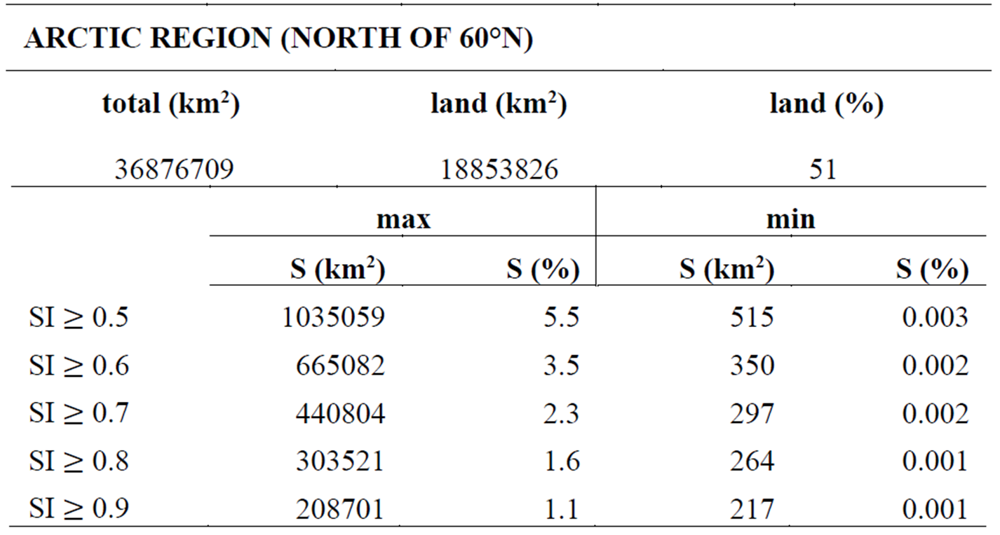 ARCTIC REGION (NORTH OF 60°N)
total (km²) land (km²) land (%)
36876709 18853826 51
max min
S (km²) S (%) S (km²) S (%)
SI ≥ 0.5 1035059 5.5 515 0.003
SI ≥ 0.6 665082 3.5 350 0.002
SI ≥ 0.7 440804 2.3 297 0.002
SI ≥ 0.8 303521 1.6 264 0.001
SI ≥ 0.9 208701 1.1 217 0.001